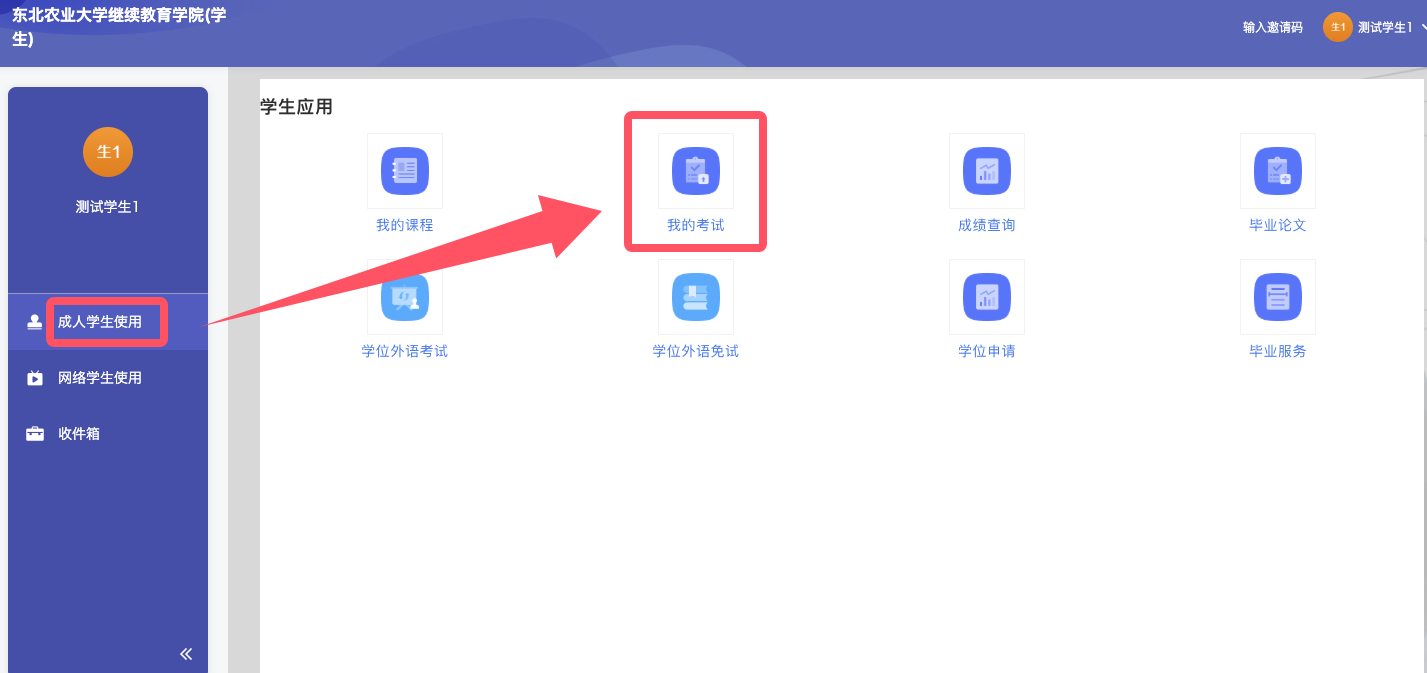 东北农业大学继续教育学院(学
生)
输入邀请码
生1
测试学生1
生1
测试学生1
成人学生使用
网络学生使用
收件箱
学生应用
我的课程
我的考试
成绩查询
毕业论文
学位外语考试
学位外语免试
学位申请
毕业服务